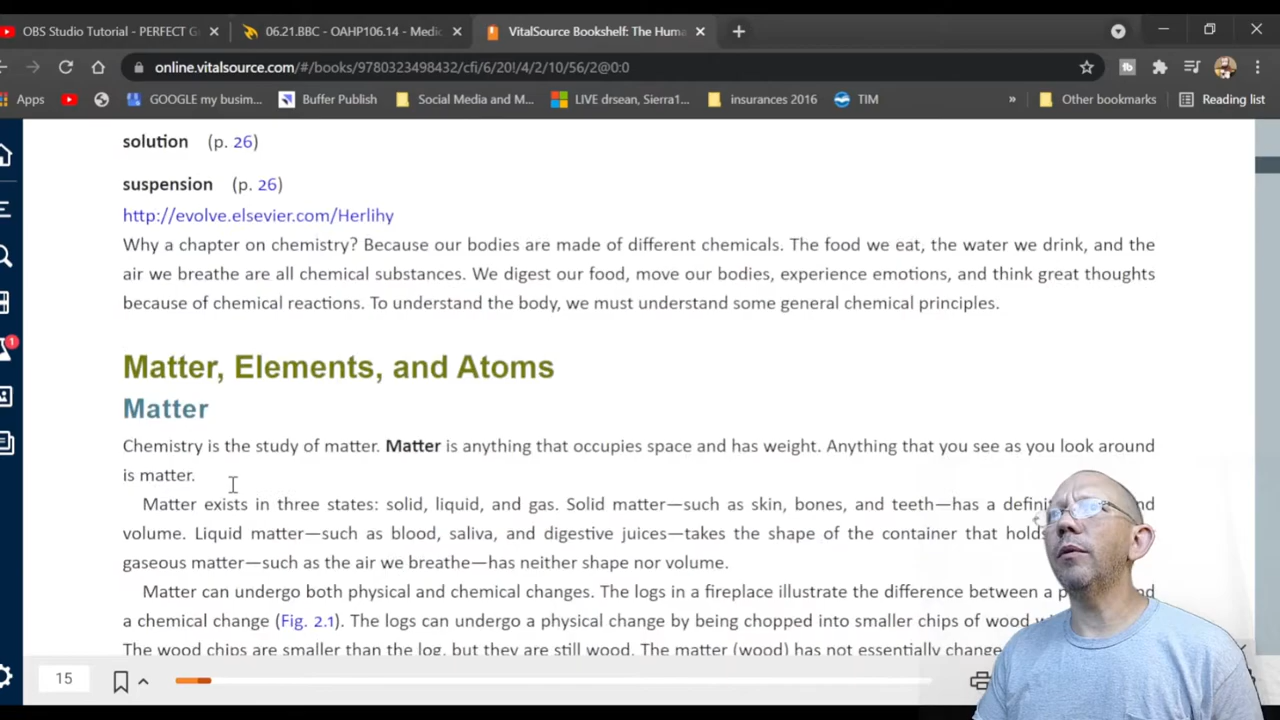 OBS Studio Tutorial - PERFECT G
06.21.BBC - OAHP106.14 - Medic
VitalSource Bookshelf: The Huma
online.vitalsource.com/#/books/9780323498432/cfi/6/20!/4/2/10/56/2@0:0
Apps
GOOGLE my busim...
Buffer Publish
Social Media and M...
LIVE drsean, Sierra1...
insurances 2016
TIM
»
Other bookmarks
Reading list
solution (p. 26)
suspension (p. 26)
http://evolve.elsevier.com/Herlihy
Why a chapter on chemistry? Because our bodies are made of different chemicals. The food we eat, the water we drink, and the
air we breathe are all chemical substances. We digest our food, move our bodies, experience emotions, and think great thoughts
because of chemical reactions. To understand the body, we must understand some general chemical principles.
Matter, Elements, and Atoms
Matter
Chemistry is the study of matter. Matter is anything that occupies space and has weight. Anything that you see as you look around
is matter.
Matter exists in three states: solid, liquid, and gas. Solid matter—such as skin, bones, and teeth—has a defini nd
volume. Liquid matter—such as blood, saliva, and digestive juices—takes the shape of the container that holds
gaseous matter—such as the air we breathe—has neither shape nor volume.
Matter can undergo both physical and chemical changes. The logs in a fireplace illustrate the difference between a p nd
a chemical change (Fig. 2.1). The logs can undergo a physical change by being chopped into smaller chips of wood
The wood chips are smaller than the log, but they are still wood. The matter (wood) has not essentially change
15
1